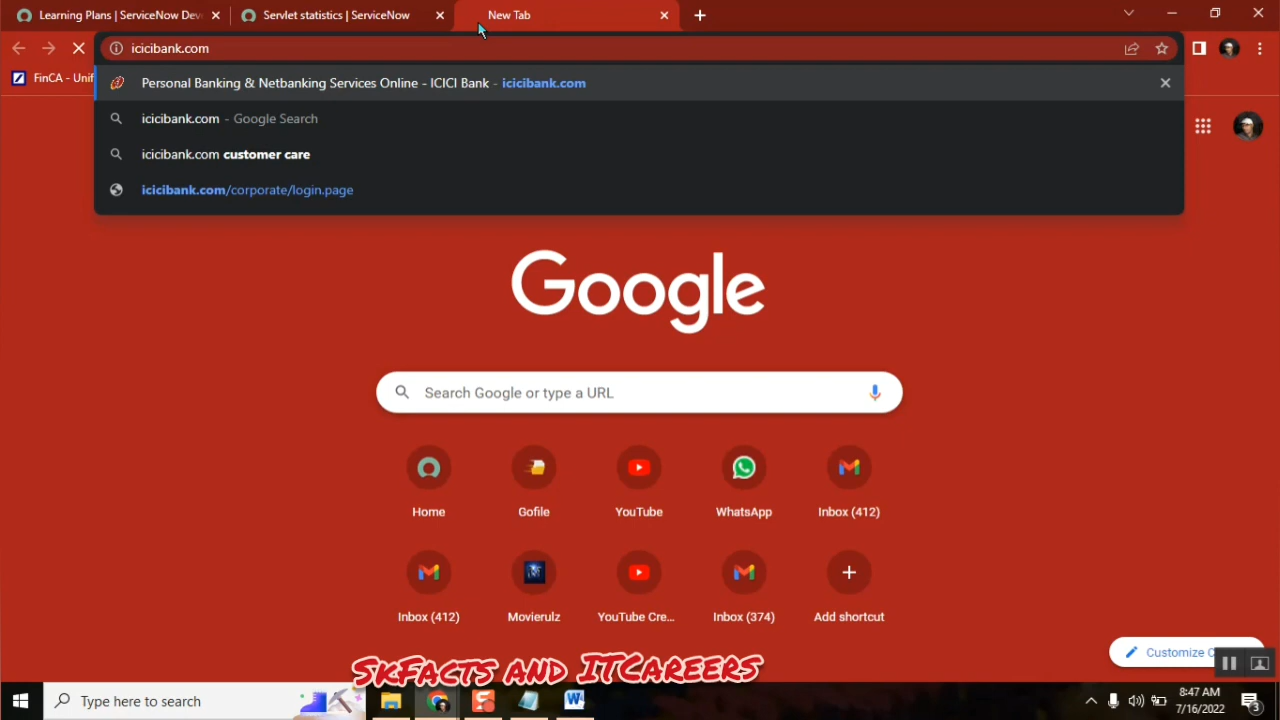 Learning Plans | ServiceNow Dev
Servlet statistics | ServiceNow
New Tab
icicibank.com
FinCA - Unif
Personal Banking & Netbanking Services Online - ICICI Bank - icicibank.com
icicibank.com - Google Search
icicibank.com customer care
icicibank.com/corporate/login.page
Google
Search Google or type a URL
Home
Gofile
YouTube
WhatsApp
Inbox (412)
Inbox (412)
Movierulz
YouTube Cre...
Inbox (374)
Add shortcut
Customize C
SkFacts and ITCareers
Type here to search
8:47 AM
7/16/2022
3